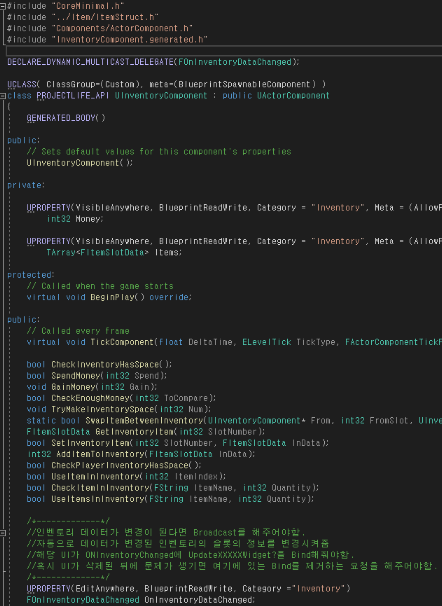 #include "CoreMinimal.h"
#include "../Item/ItemStruct.h"
#include "Components/ActorComponent.h"
#include "InventoryComponent.generated.h"
DECLARE_DYNAMIC_MULTICAST_DELEGATE(FOnInventoryDataChanged);
UCLASS( ClassGroup=(Custom), meta=(BlueprintSpawnableComponent) )
class PROJECTLIFE_API UInventoryComponent : public UActorComponent
{
GENERATED_BODY()
public:
// Sets default values for this component's properties
UInventoryComponent();
private:
UPROPERTY(VisibleAnywhere, BlueprintReadWrite, Category = "Inventory", Meta = (AllowP
int32 Money;
UPROPERTY(VisibleAnywhere, BlueprintReadWrite, Category = "Inventory", Meta = (AllowP
TArray<FItemSlotData> Items;
protected:
// Called when the game starts
virtual void BeginPlay() override;
public:
// Called every frame
virtual void TickComponent(float DeltaTime, ELevelTick TickType, FActorComponentTickF
bool CheckInventoryHasSpace();
bool SpendMoney(int32 Spend);
void GainMoney(int32 Gain);
bool CheckEnoughMoney(int32 ToCompare);
void TryMakeInventorySpace(int32 Num);
static bool SwapItemBetweenInventory(UInventoryComponent* From, int32 FromSlot, UInve
FItemSlotData GetInventoryItem(int32 SlotNumber);
bool SetInventoryItem(int32 SlotNumber, FItemSlotData InData);
int32 AddItemToInventory(FItemSlotData InData);
bool CheckPlayerInventoryHasSpace();
bool UseItemInInventory(int32 ItemIndex);
bool CheckItemInInventory(FString ItemName, int32 Quantity);
bool UseItemsInInventory(FString ItemName, int32 Quantity);
/*-------------*/
//인벤토리 데이터가 변경이 된다면 Broadcast를 해주어야함.
//자동으로 데이터가 변경된 인벤토리의 슬롯의 정보를 변경시켜줌
//해당 UI가 ONInventoryChanged에 UpdateXXXXXWidget?를 Bind해줘야함.
//혹시 UI가 삭제된 뒤에 문제가 생기면 여기에 있는 Bind를 제거하는 요청을 해주어야함.
/*-------------*/
UPROPERTY(EditAnywhere, BlueprintReadWrite, Category ="Inventory")
FOnInventoryDataChanged OnInventoryDataChanged;